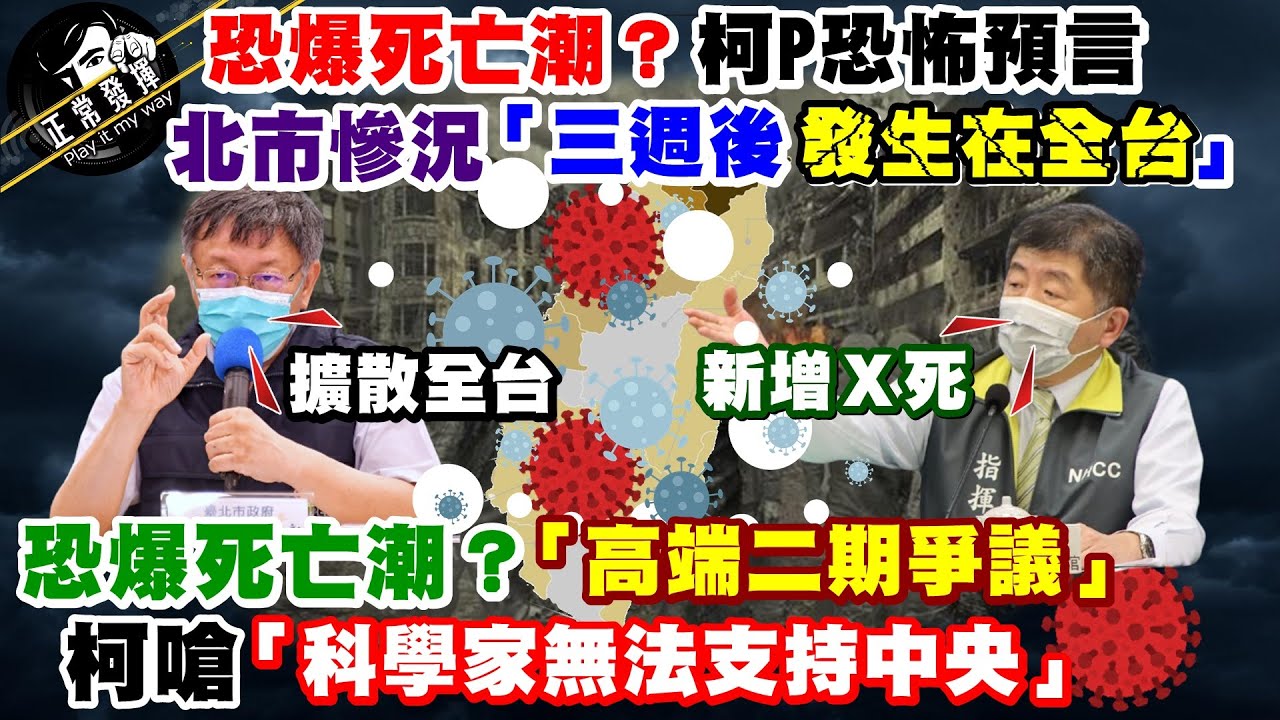 恐爆死亡潮？柯P恐怖預言
北市慘況「三週後發生在全台」
正常發揮
Play it my way
擴散全台
新增X死
臺北市政府
指揮
NHCC
恐爆死亡潮？「高端二期爭議」
柯嗆「科學家無法支持中央」